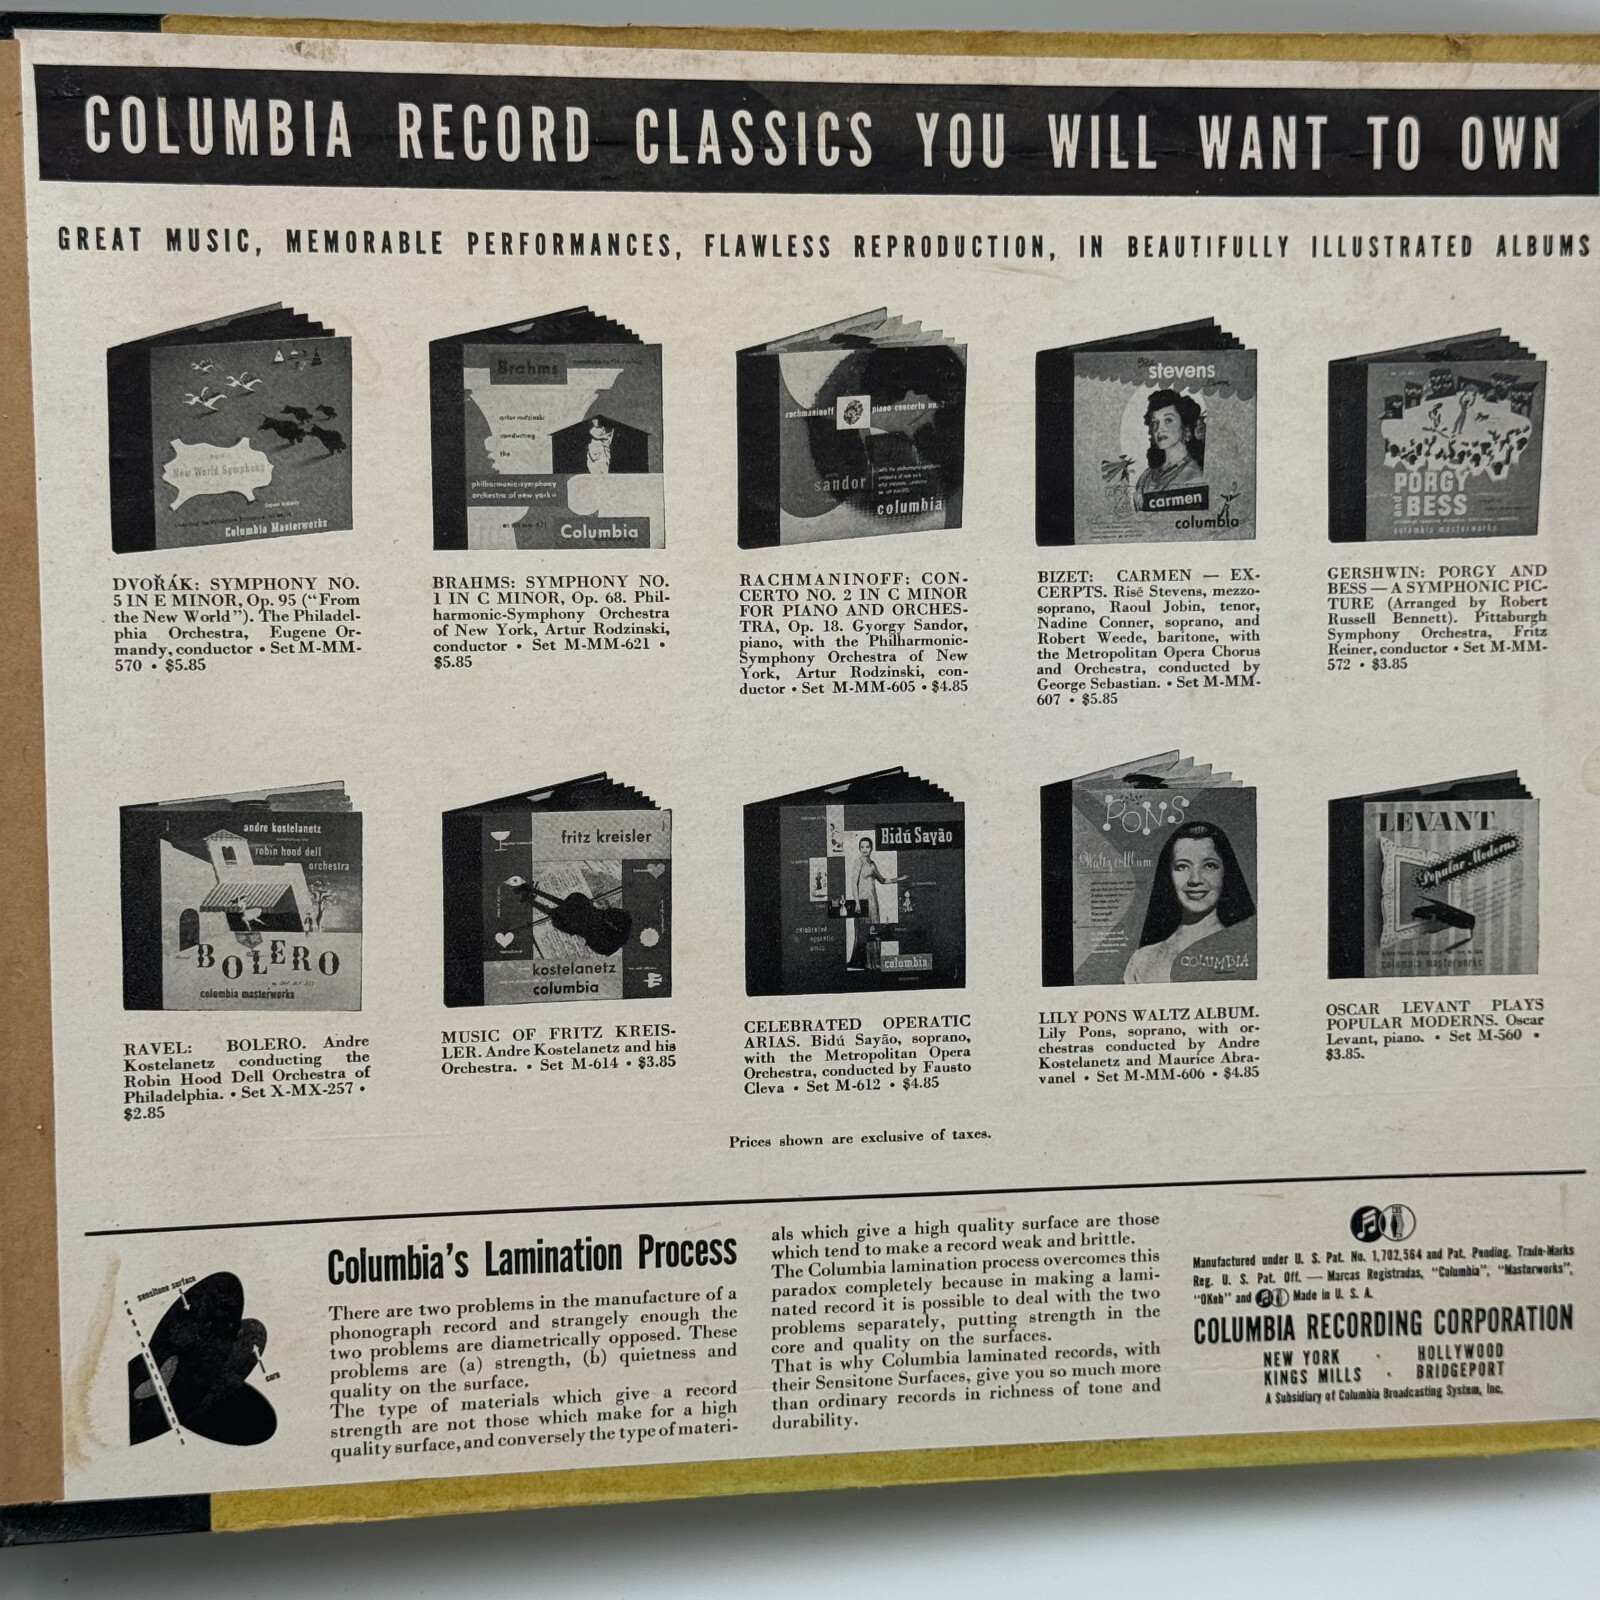 COLUMBIA RECORD CLASSICS YOU WILL WANT TO OWN
GREAT MUSIC, MEMORABLE PERFORMANCES, FLAWLESS REPRODUCTION, IN BEAUTIFULLY ILLUSTRATED ALBUMS
New World Symphony
Columbia Masterworks
DVOŘÁK: SYMPHONY NO.
5 IN E MINOR, Op. 95 ("From
the New World"). The Philadel-
phia Orchestra, Eugene Or-
mandy, conductor • Set M-MM-
570 • $5.85
Brahms
artur rodzinski
conducting
the
philharmonic-symphony
orchestra of new york
Columbia
BRAHMS: SYMPHONY NO.
1 IN C MINOR, Op. 68. Phil-
harmonic-Symphony Orchestra
of New York, Artur Rodzinski,
conductor • Set M-MM-621 •
$5.85
rachmaninoff piano concerto no. 2
sandor
columbia
RACHMANINOFF: CON-
CERTO NO. 2 IN C MINOR
FOR PIANO AND ORCHES-
TRA, Op. 18. Gyorgy Sandor,
piano, with the Philharmonic-
Symphony Orchestra of New
York, Artur Rodzinski, con-
ductor • Set M-MM-605 • $4.85
stevens
carmen
columbia
BIZET: CARMEN — EX-
CERPTS. Risë Stevens, mezzo-
soprano, Raoul Jobin, tenor,
Nadine Conner, soprano, and
Robert Weede, baritone, with
the Metropolitan Opera Chorus
and Orchestra, conducted by
George Sebastian. • Set M-MM-
607 • $5.85
PORGY
and BESS
columbia masterworks
GERSHWIN: PORGY AND
BESS — A SYMPHONIC PIC-
TURE (Arranged by Robert
Russell Bennett). Pittsburgh
Symphony Orchestra, Fritz
Reiner, conductor • Set M-MM-
572 • $3.85
andre kostelanetz
robin hood dell
orchestra
BOLERO
columbia masterworks
RAVEL: BOLERO. Andre
Kostelanetz conducting the
Robin Hood Dell Orchestra of
Philadelphia. • Set X-MX-257 •
$2.85
fritz kreisler
kostelanetz
columbia
MUSIC OF FRITZ KREIS-
LER. Andre Kostelanetz and his
Orchestra. • Set M-614 • $3.85
Bidú Sayão
celebrated
operatic
arias
columbia
CELEBRATED OPERATIC
ARIAS. Bidú Sayão, soprano,
with the Metropolitan Opera
Orchestra, conducted by Fausto
Cleva • Set M-612 • $4.85
PONS
Waltz Album
COLUMBIA
LILY PONS WALTZ ALBUM.
Lily Pons, soprano, with or-
chestras conducted by Andre
Kostelanetz and Maurice Abra-
vanel • Set M-MM-606 • $4.85
LEVANT
Popular Moderns
columbia masterworks
OSCAR LEVANT PLAYS
POPULAR MODERNS. Oscar
Levant, piano. • Set M-560 •
$3.85.
Prices shown are exclusive of taxes.
sensitone surface
core
Columbia's Lamination Process
There are two problems in the manufacture of a
phonograph record and strangely enough the
two problems are diametrically opposed. These
problems are (a) strength, (b) quietness and
quality on the surface.
The type of materials which give a record
strength are not those which make for a high
quality surface, and conversely the type of materi-
als which give a high quality surface are those
which tend to make a record weak and brittle.
The Columbia lamination process overcomes this
paradox completely because in making a lami-
nated record it is possible to deal with the two
problems separately, putting strength in the
core and quality on the surfaces.
That is why Columbia laminated records, with
their Sensitone Surfaces, give you so much more
than ordinary records in richness of tone and
durability.
Manufactured under U. S. Pat. No. 1,702,564 and Pat. Pending. Trade-Marks
Reg. U. S. Pat. Off. — Marcas Registradas, "Columbia", "Masterworks",
"OKeh" and Made in U. S. A.
COLUMBIA RECORDING CORPORATION
NEW YORK · HOLLYWOOD
KINGS MILLS · BRIDGEPORT
A Subsidiary of Columbia Broadcasting System, Inc.